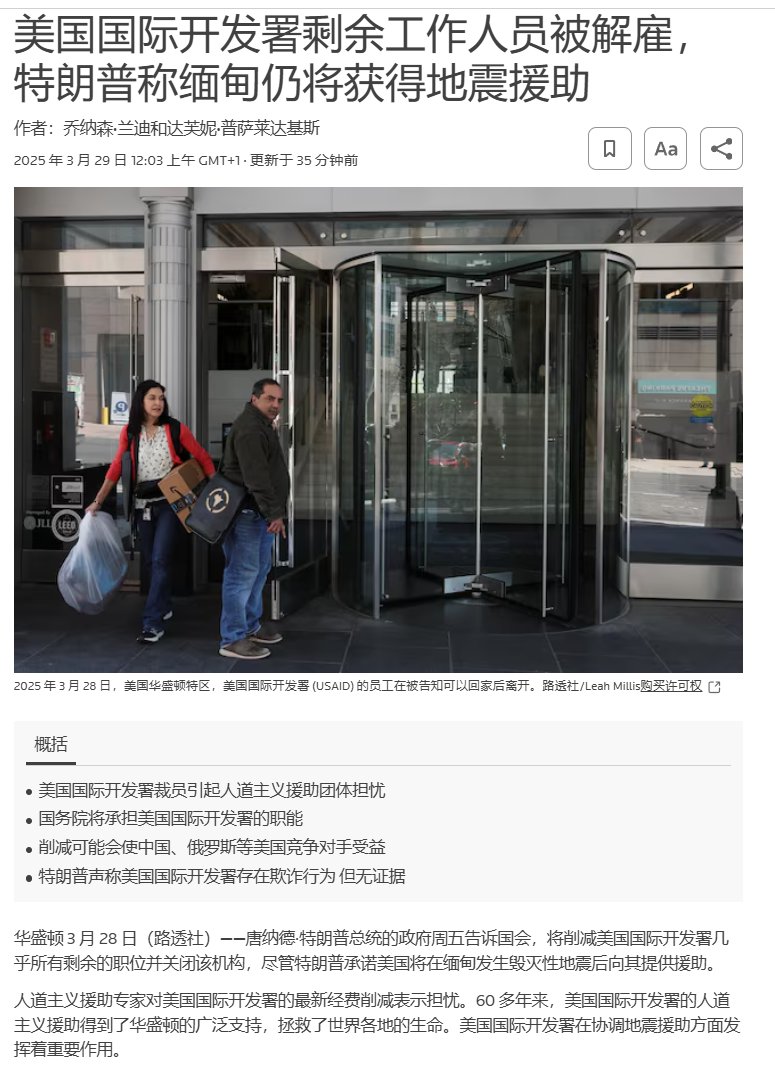 美国国际开发署剩余工作人员被解雇，
特朗普称缅甸仍将获得地震援助
作者：乔纳森·兰迪和达芙妮·普萨莱达基斯
2025 年 3 月 29 日 12:03 上午 GMT+1 · 更新于 35 分钟前
Aa
JLL
LEED
2025 年 3 月 28 日，美国华盛顿特区，美国国际开发署 (USAID) 的员工在被告知可以回家后离开。路透社/Leah Millis购买许可权
概括
美国国际开发署裁员引起人道主义援助团体担忧
国务院将承担美国国际开发署的职能
削减可能会使中国、俄罗斯等美国竞争对手受益
特朗普声称美国国际开发署存在欺诈行为 但无证据
华盛顿 3 月 28 日（路透社）——唐纳德·特朗普总统的政府周五告诉国会，将削减美国国际开发署几
乎所有剩余的职位并关闭该机构，尽管特朗普承诺美国将在缅甸发生毁灭性地震后向其提供援助。
人道主义援助专家对美国国际开发署的最新经费削减表示担忧。60 多年来，美国国际开发署的人道
主义援助得到了华盛顿的广泛支持，拯救了世界各地的生命。美国国际开发署在协调地震援助方面发
挥着重要作用。